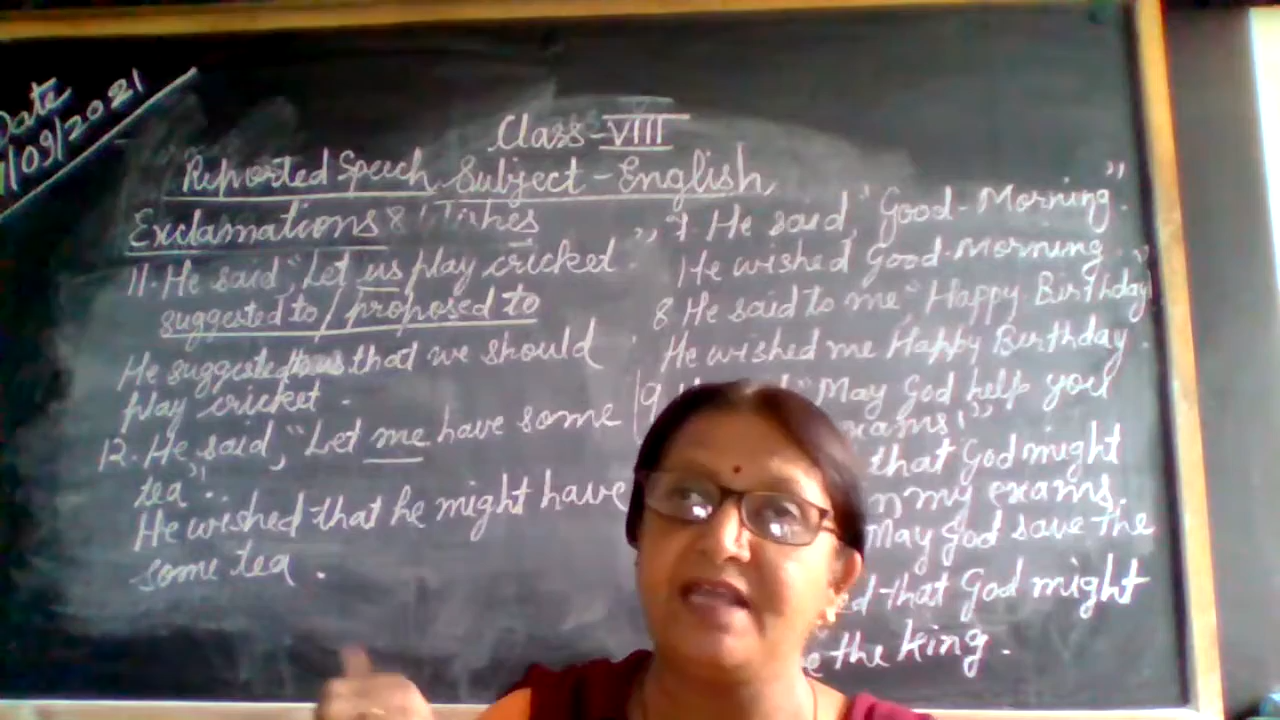 Date
/09/2021
Class-VIII
Reported Speech Subject - English
Exclamations & Wishes
11. He said, "Let us play cricket."
suggested to / proposed to
He suggested that we should
play cricket.
12. He said, "Let me have some
tea".
He wished that he might have
some tea.
7. He said, "Good-Morning."
He wished Good-Morning.
8. He said to me, "Happy Birthday."
He wished me Happy Birthday.
9. "May God help you
exams!"
that God might
my exams.
May God save the
that God might
the king.